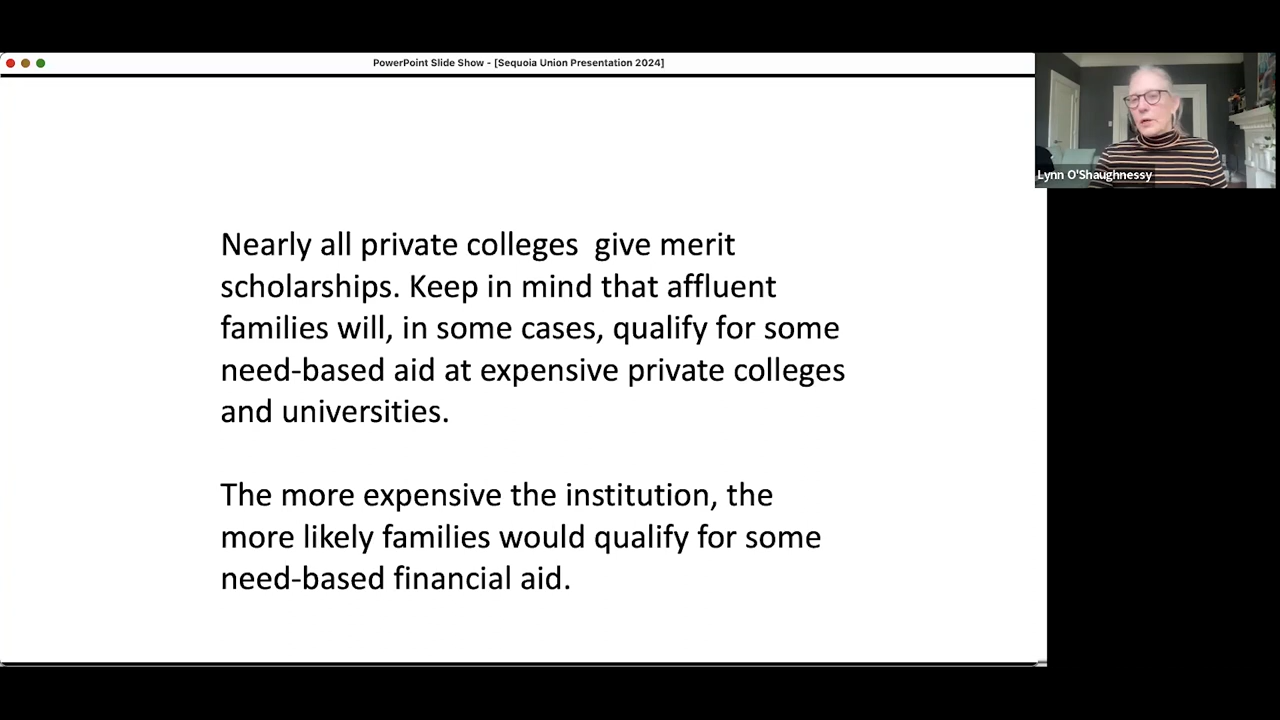 PowerPoint Slide Show - [Sequoia Union Presentation 2024]
Lynn O'Shaughnessy
Nearly all private colleges  give merit
scholarships. Keep in mind that affluent
families will, in some cases, qualify for some
need-based aid at expensive private colleges
and universities.
The more expensive the institution, the
more likely families would qualify for some
need-based financial aid.